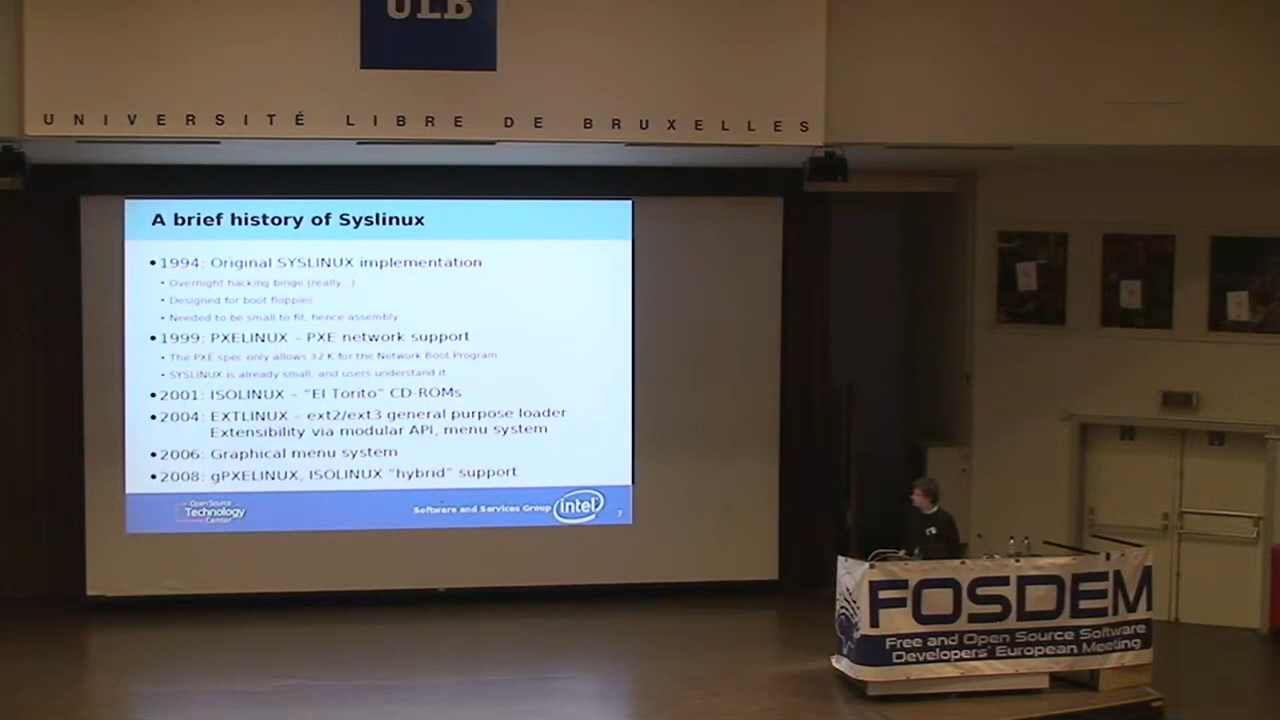 ULB
UNIVERSITÉ LIBRE DE BRUXELLES
A brief history of Syslinux
•1994: Original SYSLINUX implementation
• Overnight hacking binge (really...)
• Designed for boot floppies
• Needed to be small to fit, hence assembly
•1999: PXELINUX – PXE network support
• The PXE spec only allows 32 K for the Network Boot Program
• SYSLINUX is already small, and users understand it
•2001: ISOLINUX – “El Torito” CD-ROMs
•2004: EXTLINUX – ext2/ext3 general purpose loader
Extensibility via modular API, menu system
•2006: Graphical menu system
•2008: gPXELINUX, ISOLINUX “hybrid” support
Open Source
Technology
Center
Software and Services Group
intel
7
FOSDEM
Free and Open Source Software
Developers' European Meeting